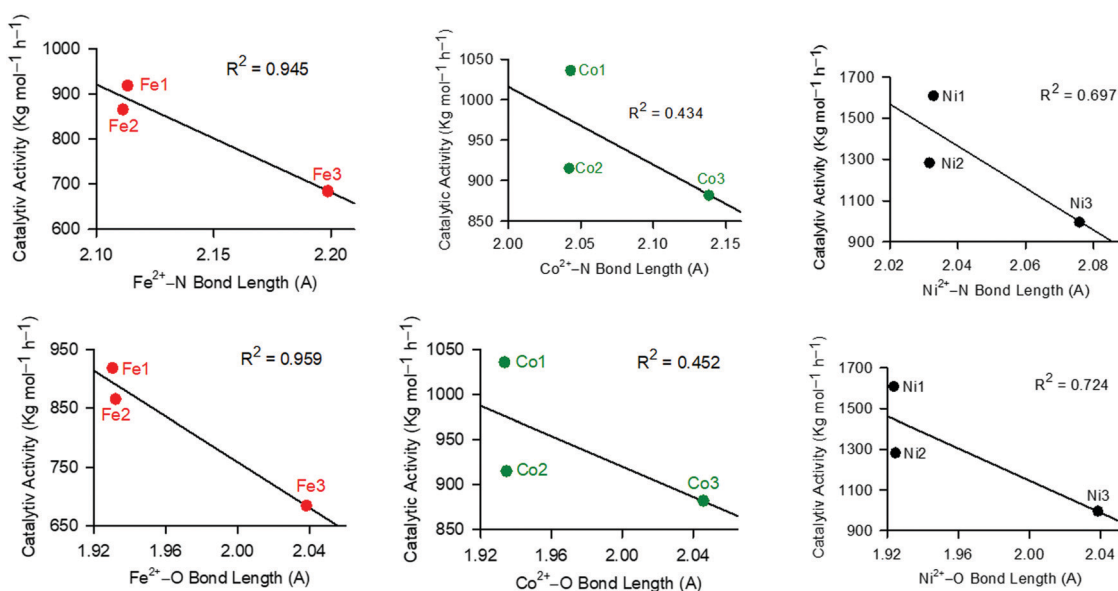 Catalytiv Activity (Kg mol⁻¹ h⁻¹)
1000
900
800
700
600
R² = 0.945
Fe1
Fe2
Fe3
2.10 2.15 2.20
Fe²⁺–N Bond Length (A)
Catalytic Activity (Kg mol⁻¹ h⁻¹)
1050
1000
950
900
850
Co1
R² = 0.434
Co2
Co3
2.00 2.05 2.10 2.15
Co²⁺–N Bond Length (A)
Catalytiv Activity (Kg mol⁻¹ h⁻¹)
1700
1500
1300
1100
900
R² = 0.697
Ni1
Ni2
Ni3
2.02 2.04 2.06 2.08
Ni²⁺–N Bond Length (A)
Catalytiv Activity (Kg mol⁻¹ h⁻¹)
950
850
750
650
R² = 0.959
Fe1
Fe2
Fe3
1.92 1.96 2.00 2.04
Fe²⁺–O Bond Length (A)
Catalytic Activity (Kg mol⁻¹ h⁻¹)
1050
1000
950
900
850
Co1
R² = 0.452
Co2
Co3
1.92 1.96 2.00 2.04
Co²⁺–O Bond Length (A)
Catalytiv Activity (Kg mol⁻¹ h⁻¹)
1700
1500
1300
1100
900
Ni1
R² = 0.724
Ni2
Ni3
1.92 1.96 2.00 2.04
Ni²⁺–O Bond Length (A)